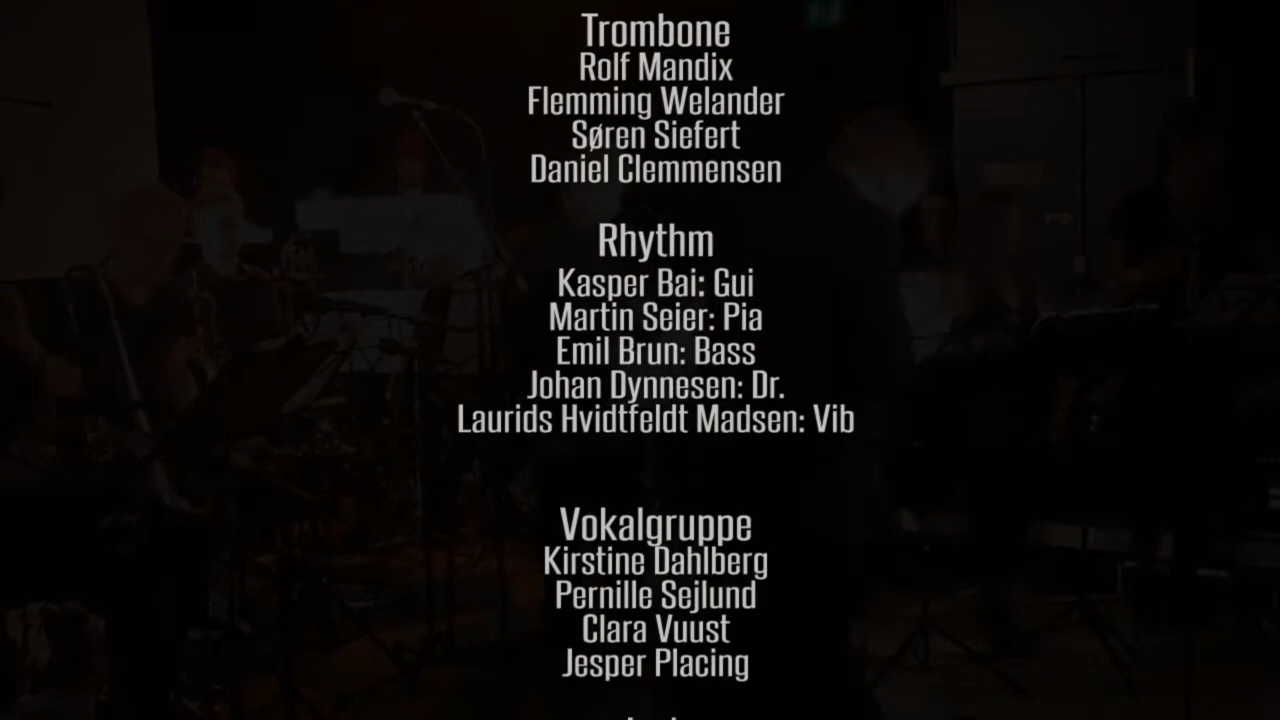 Trombone
Rolf Mandix
Flemming Welander
Søren Siefert
Daniel Clemmensen
Rhythm
Kasper Bai: Gui
Martin Seier: Pia
Emil Brun: Bass
Johan Dynnesen: Dr.
Laurids Hvidtfeldt Madsen: Vib
Vokalgruppe
Kirstine Dahlberg
Pernille Sejlund
Clara Vuust
Jesper Placing